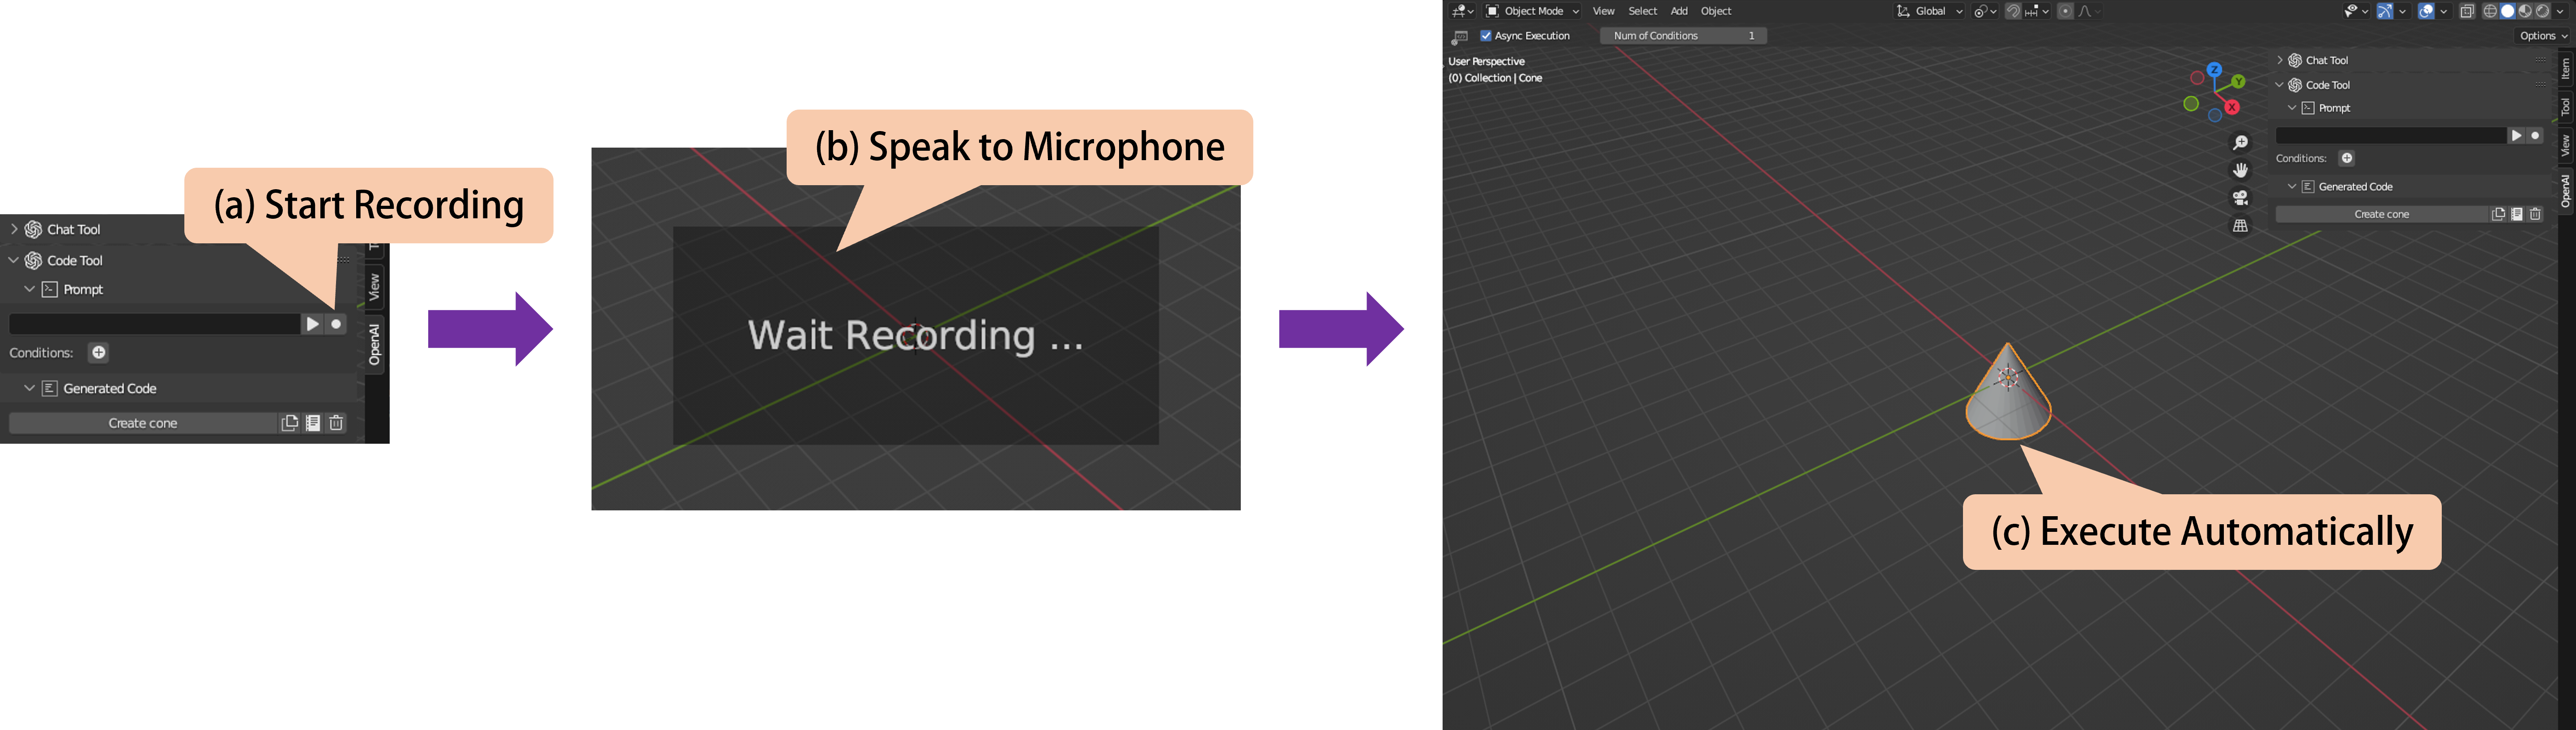 (a) Start Recording
Chat Tool
Code Tool
Prompt
Conditions:
Generated Code
Create cone
View
OpenAI
(b) Speak to Microphone
Wait Recording ...
Object Mode View Select Add Object Global
Async Execution Num of Conditions 1 Options
User Perspective
(0) Collection | Cone
Z
Y
X
Chat Tool
Code Tool
Prompt
Conditions:
Generated Code
Create cone
Item
Tool
View
OpenAI
(c) Execute Automatically